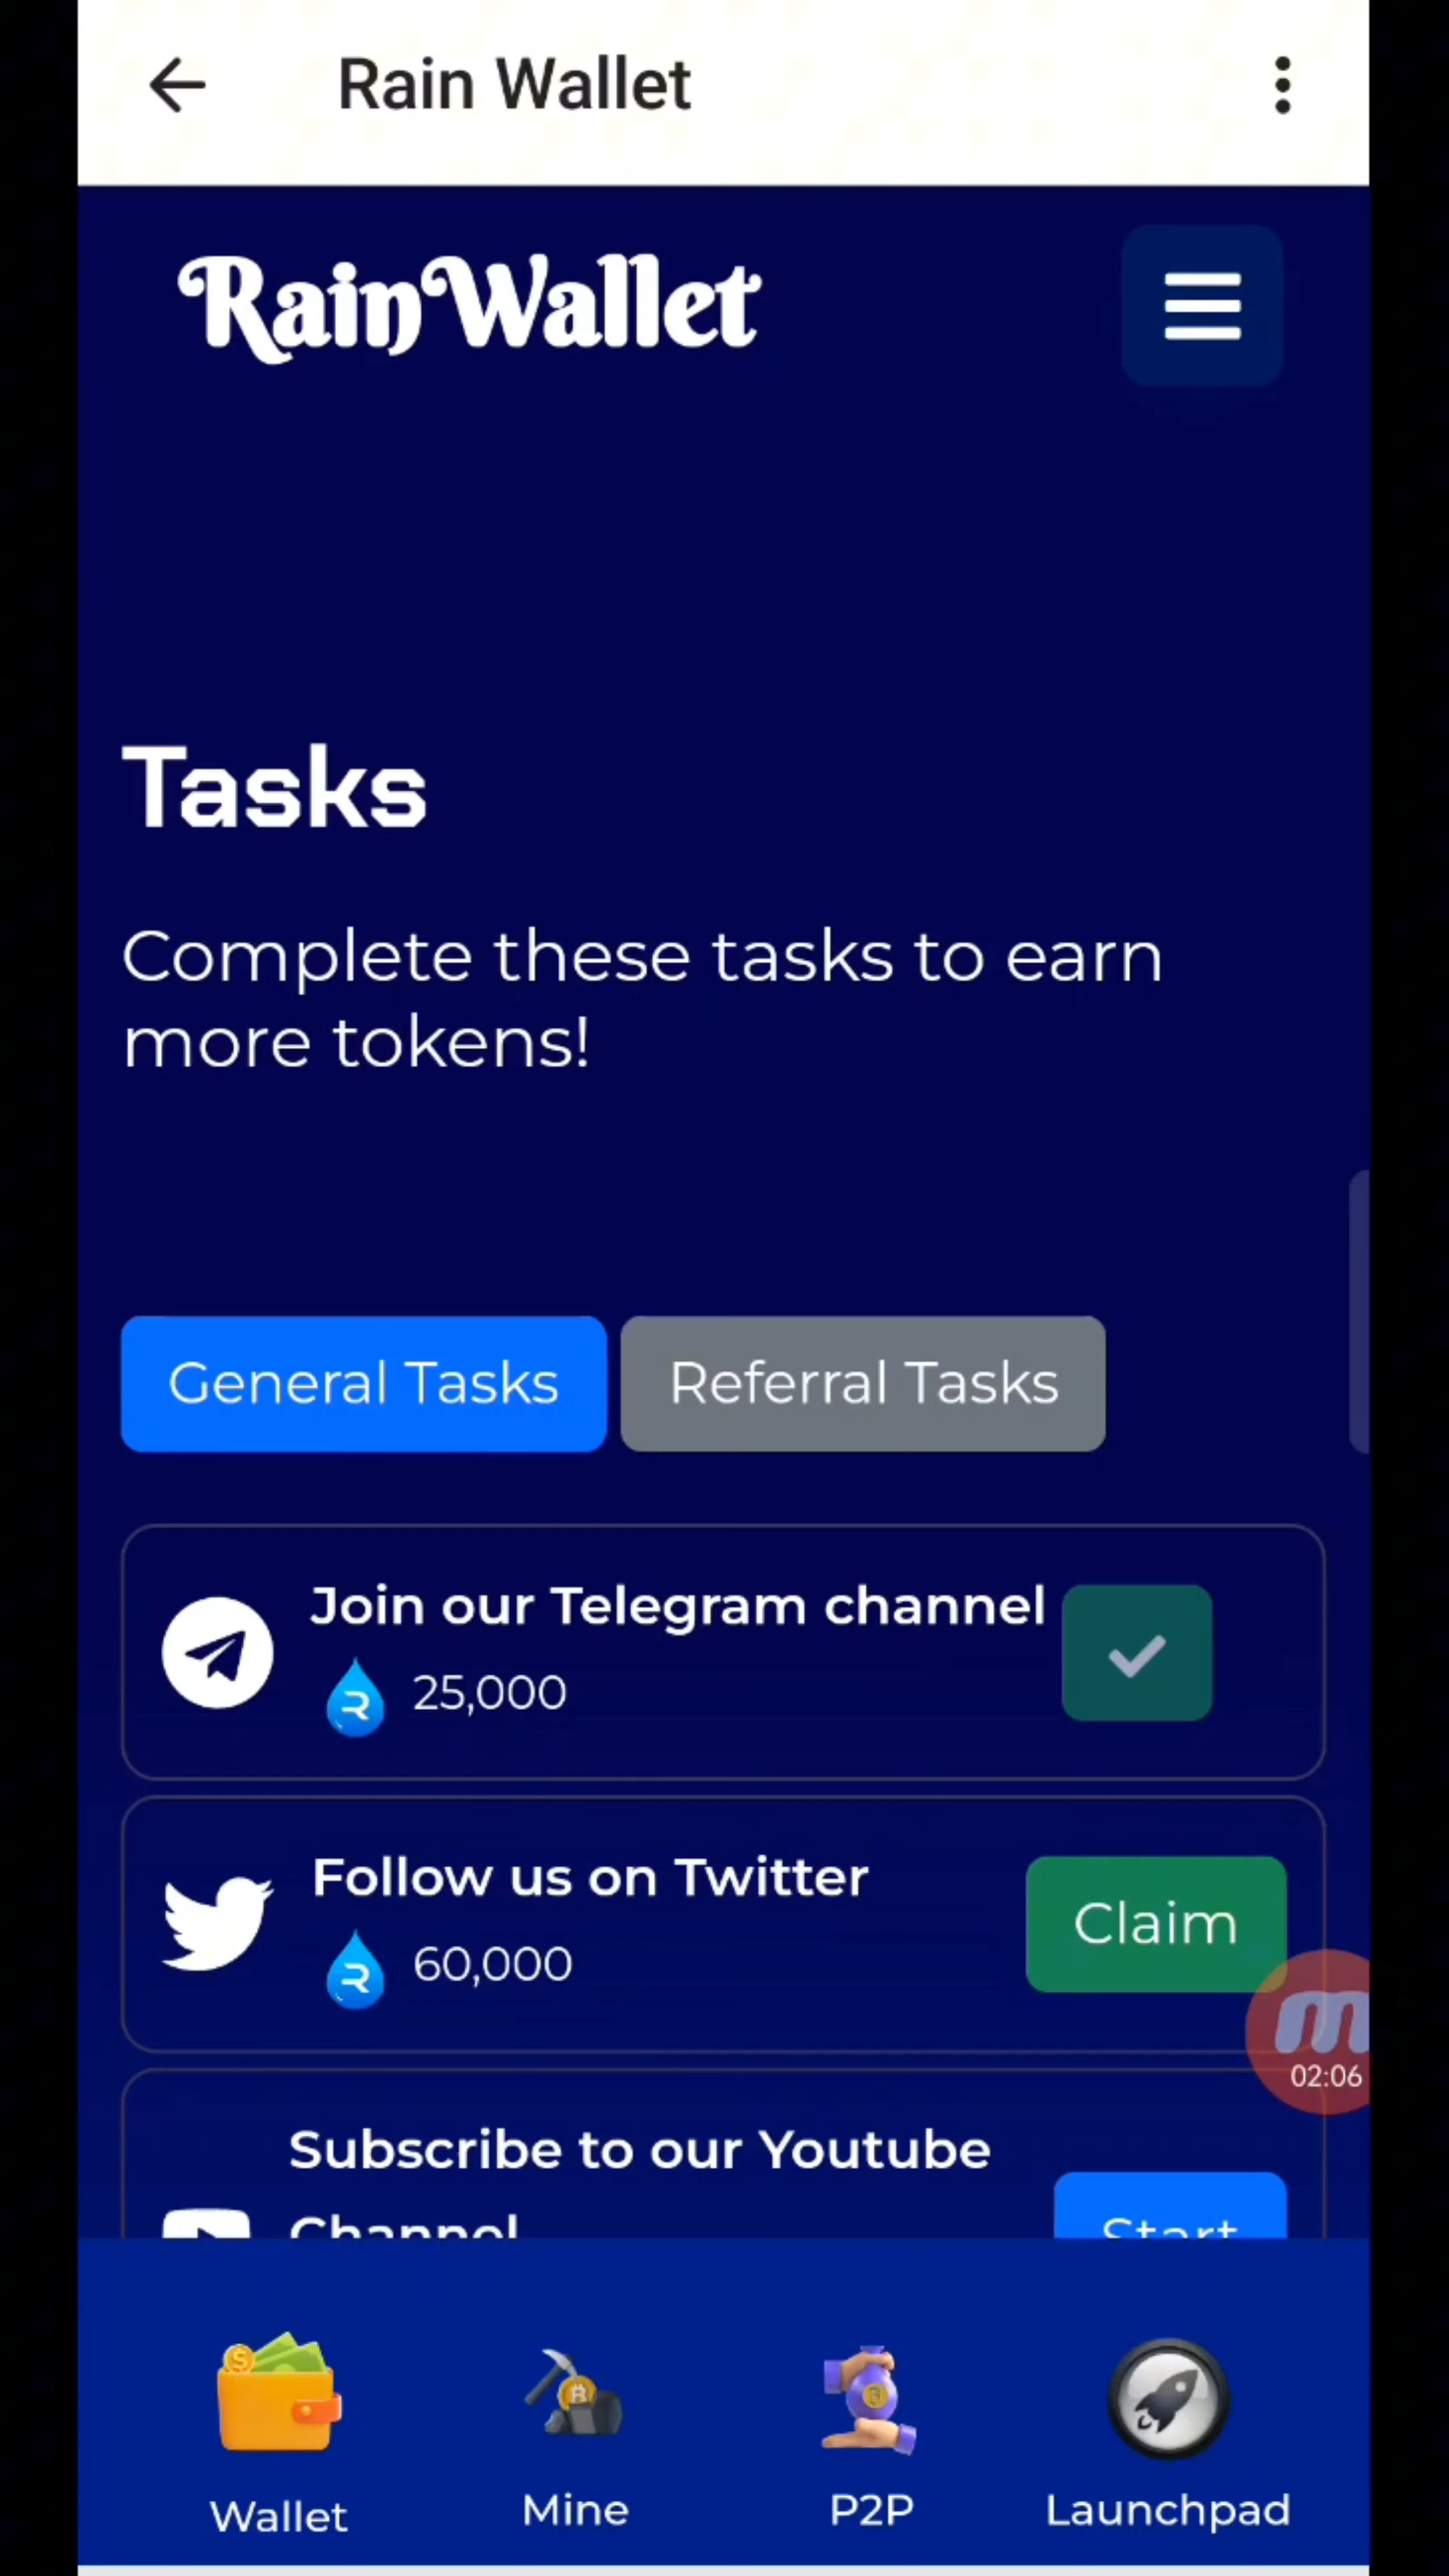 Rain Wallet
RainWallet
Tasks
Complete these tasks to earn
more tokens!
General Tasks
Referral Tasks
Join our Telegram channel
25,000
Follow us on Twitter
60,000
Claim
02:06
Subscribe to our Youtube
Channel
Start
Wallet
Mine
P2P
Launchpad